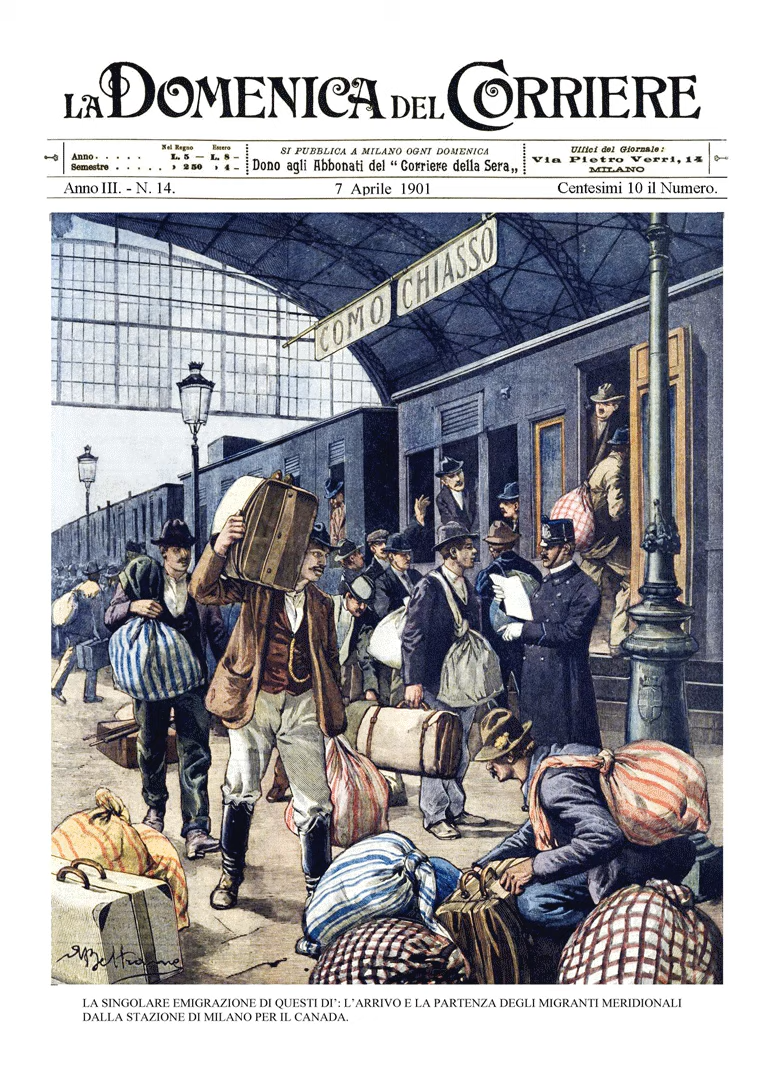 LA DOMENICA DEL CORRIERE
Nel Regno Estero
Anno . . . . . L. 5 — L. 8 -
Semestre . . . . . » 2 50 » 4 -
SI PUBBLICA A MILANO OGNI DOMENICA
Dono agli Abbonati del "Corriere della Sera„
Uffici del Giornale:
Via Pietro Verri, 14
MILANO
Anno III. - N. 14.
7 Aprile 1901
Centesimi 10 il Numero.
COMO CHIASSO
A Beltrame
LA SINGOLARE EMIGRAZIONE DI QUESTI DI': L'ARRIVO E LA PARTENZA DEGLI MIGRANTI MERIDIONALI
DALLA STAZIONE DI MILANO PER IL CANADA.